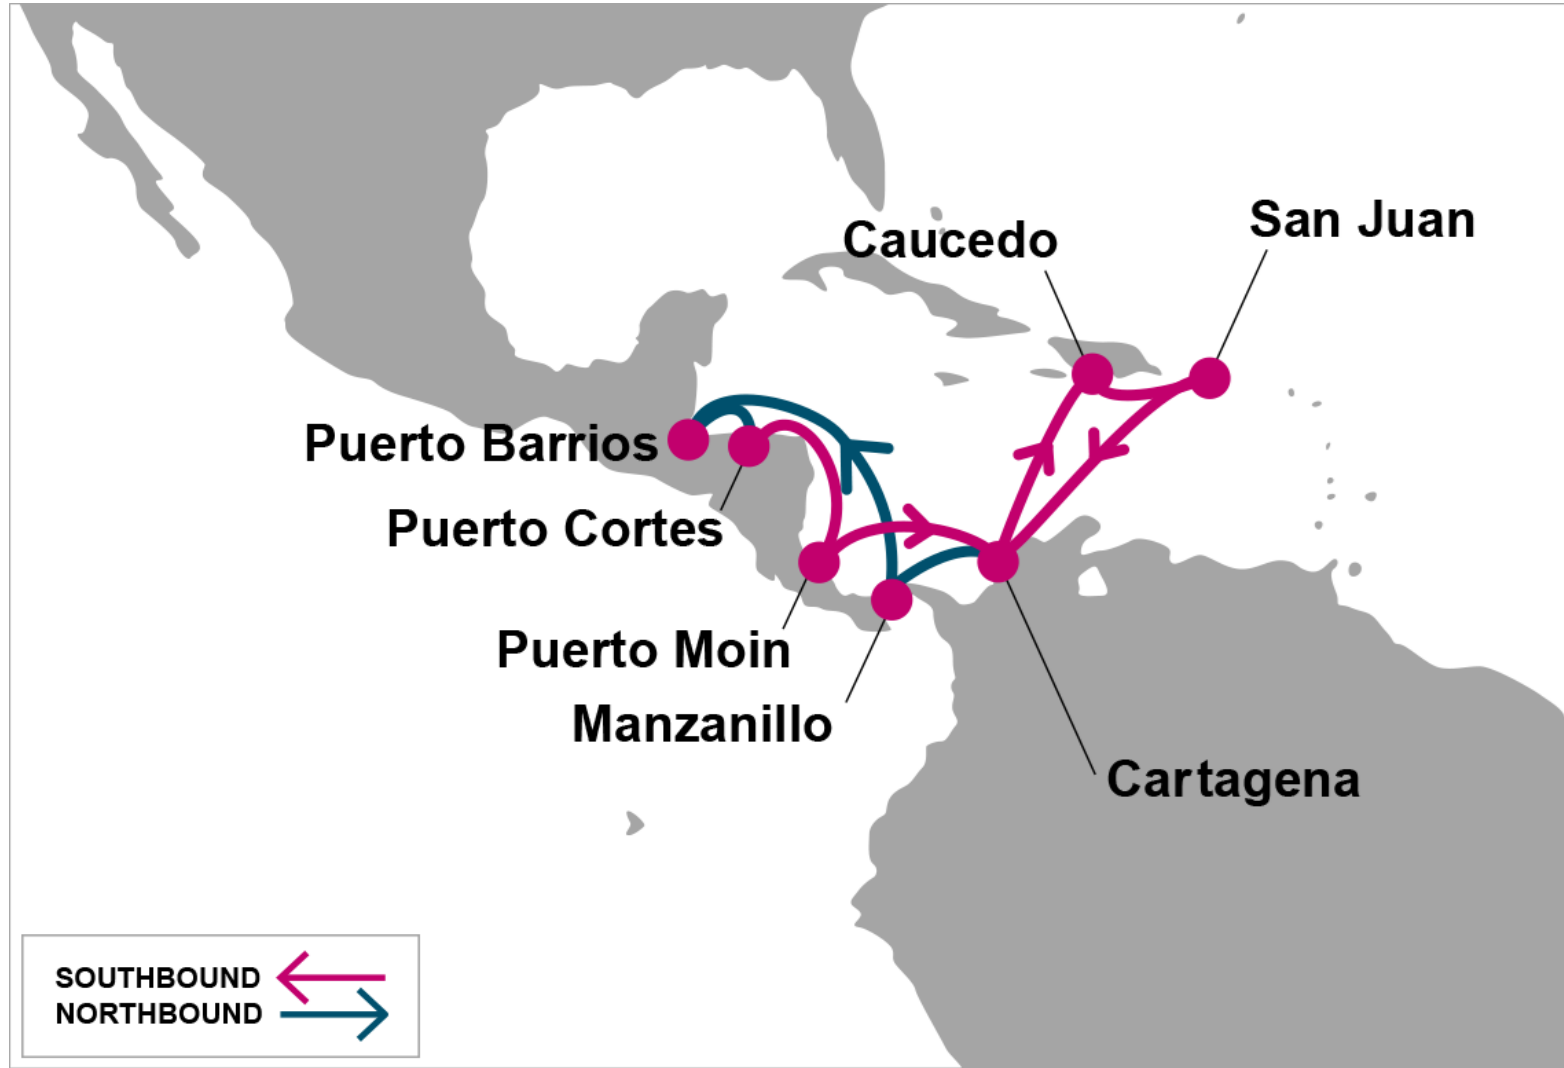 San Juan
Caucedo
Puerto Barrios
Puerto Cortes
Puerto Moin
Manzanillo
Cartagena
SOUTHBOUND
NORTHBOUND